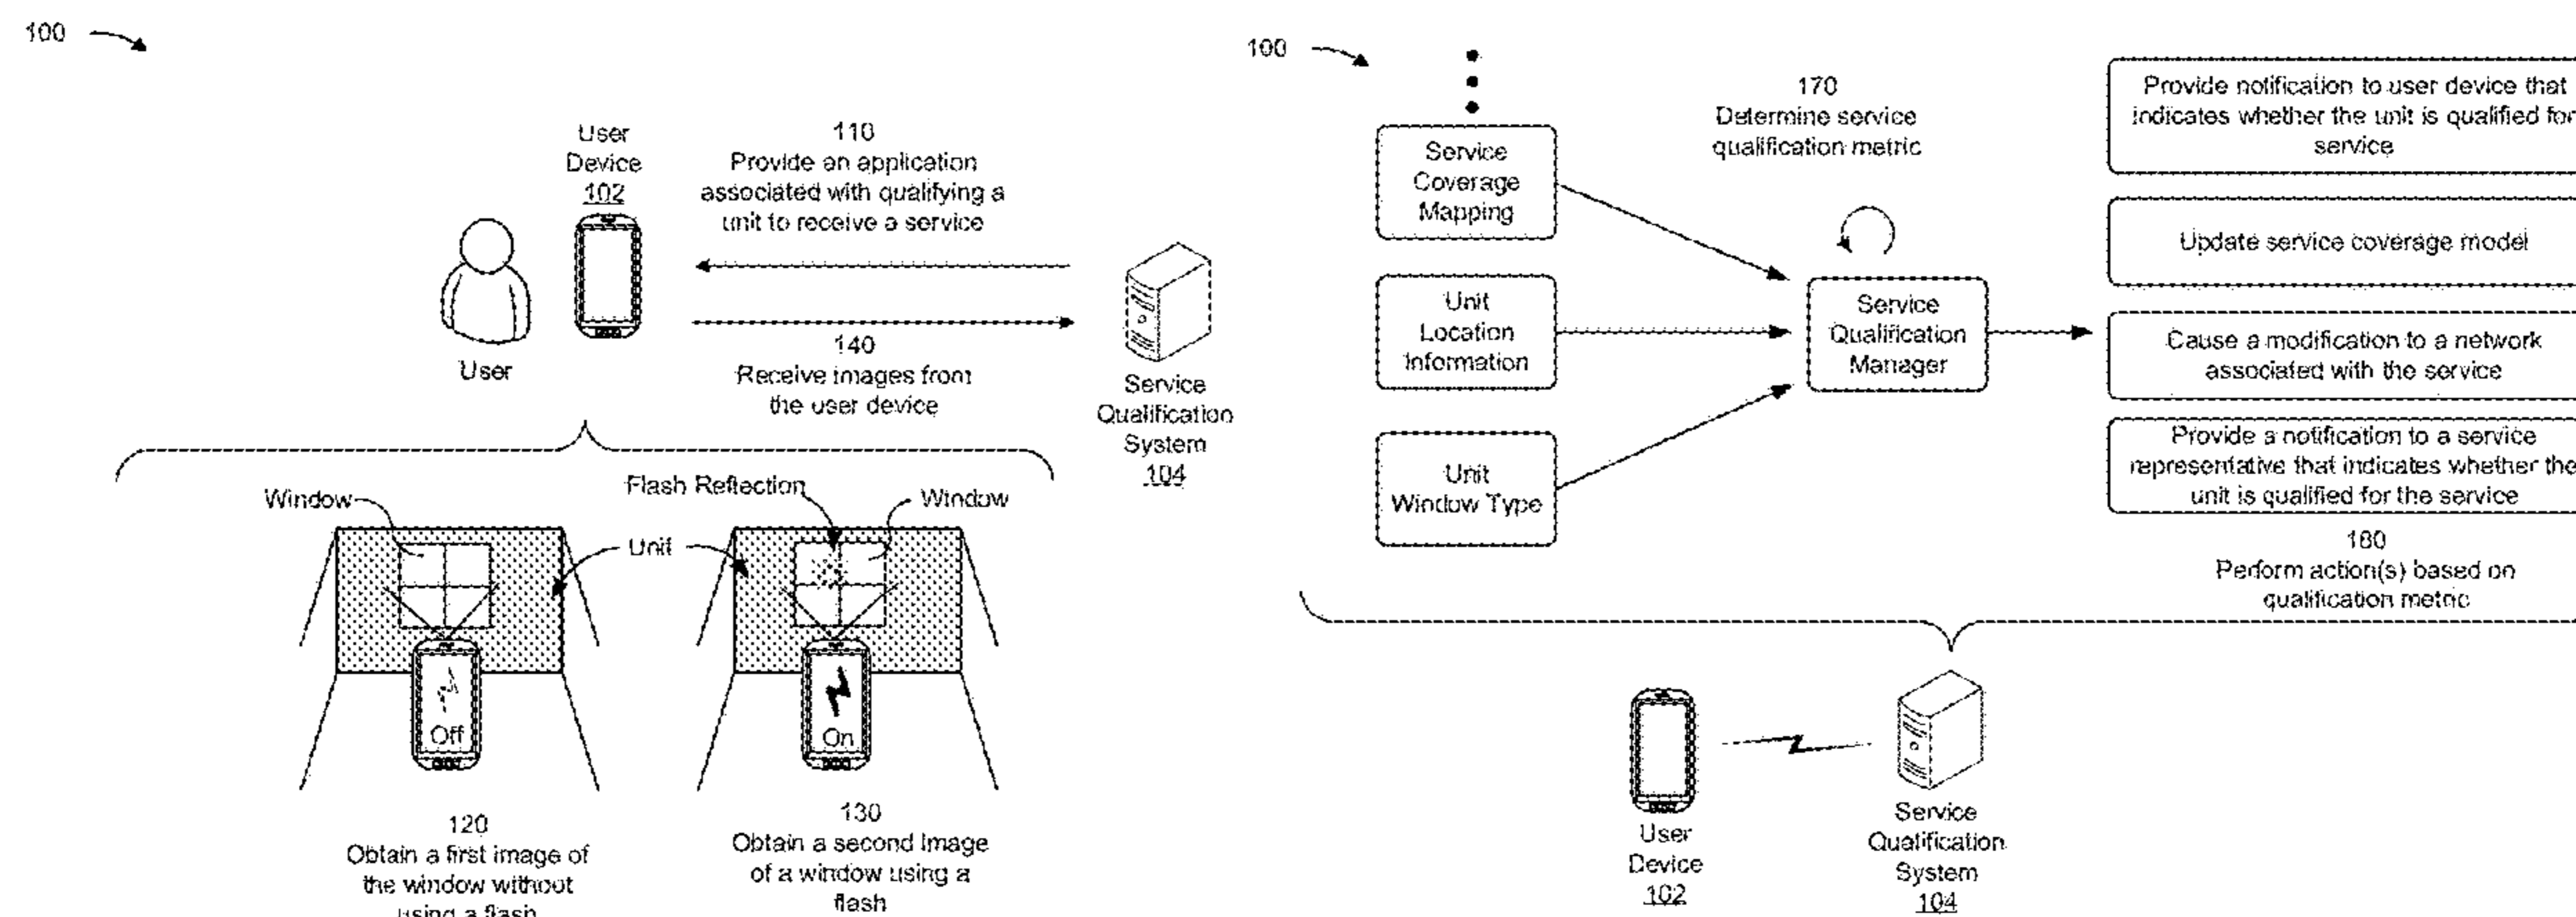 100
User
Device
102
110
Provide an application
associated with qualifying a
unit to receive a service
140
Receive images from
the user device
User
Service
Qualification
System
104
Window
Flash Reflection
Window
Unit
Off
On
120
Obtain a first image of
the window without
using a flash
130
Obtain a second image
of a window using a
flash
100
Service
Coverage
Mapping
Unit
Location
Information
Unit
Window Type
170
Determine service
qualification metric
Service
Qualification
Manager
Provide notification to user device that
indicates whether the unit is qualified for
service
Update service coverage model
Cause a modification to a network
associated with the service
Provide a notification to a service
representative that indicates whether the
unit is qualified for the service
180
Perform action(s) based on
qualification metric
User
Device
102
Service
Qualification
System
104